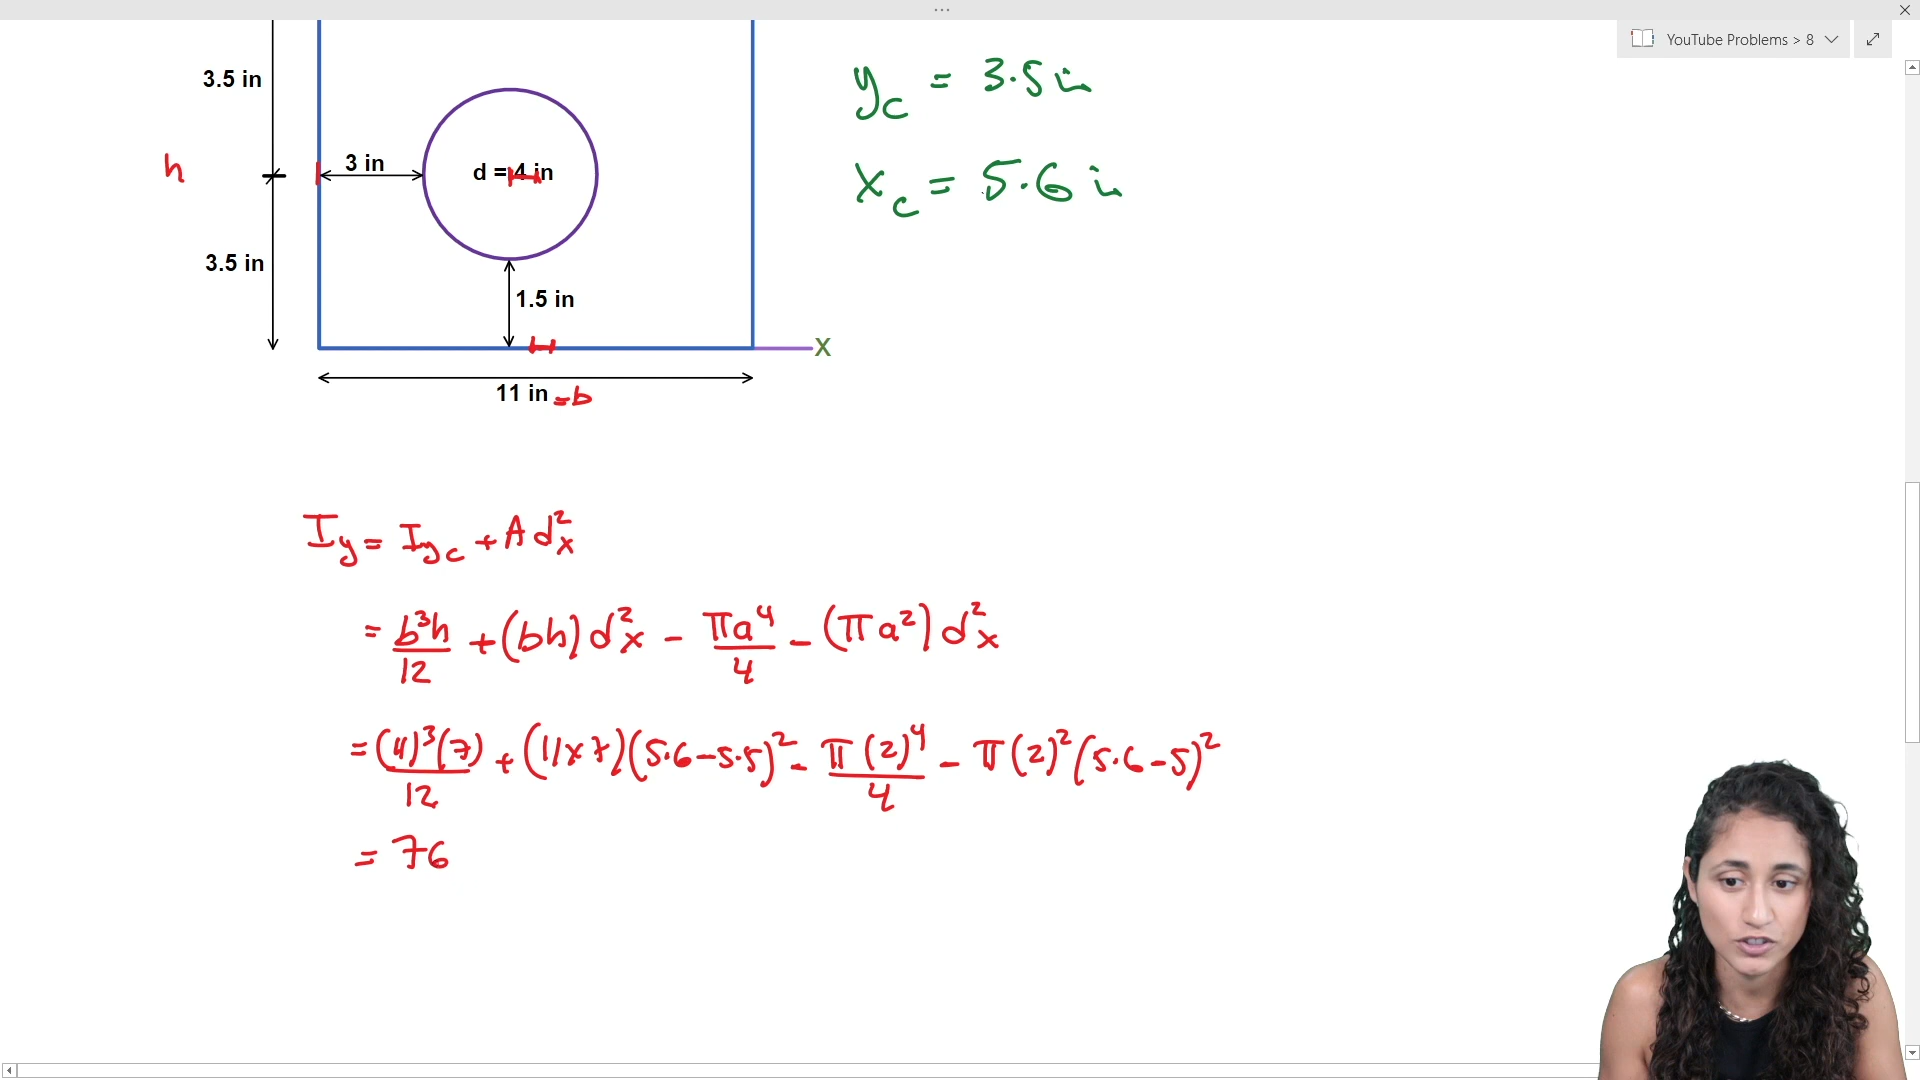 ...
YouTube Problems > 8
3.5 in
y_c = 3.5 in
h
3 in
d = 4 in
x_c = 5.6 in
3.5 in
1.5 in
X
11 in = b
I_y = I_yc + A d_x^2
= b^3h/12 + (bh) d_x^2 - πa^4/4 - (πa^2) d_x^2
= (11)^3(7)/12 + (11x7)(5.6-5.5)^2 - π(2)^4/4 - π(2)^2(5.6-5)^2
= 76